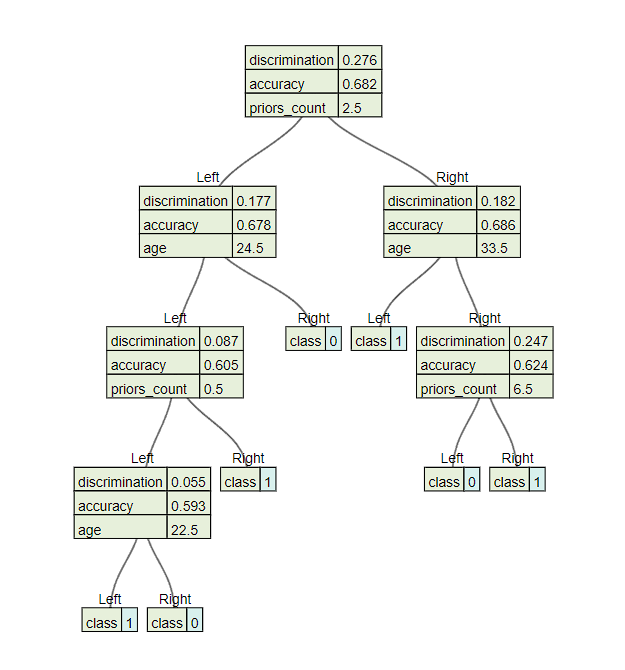 discrimination 0.276
accuracy 0.682
priors_count 2.5
Left
discrimination 0.177
accuracy 0.678
age 24.5
Right
discrimination 0.182
accuracy 0.686
age 33.5
Left
discrimination 0.087
accuracy 0.605
priors_count 0.5
Right
class 0
Left
class 1
Right
discrimination 0.247
accuracy 0.624
priors_count 6.5
Left
discrimination 0.055
accuracy 0.593
age 22.5
Right
class 1
Left
class 0
Right
class 1
Left
class 1
Right
class 0